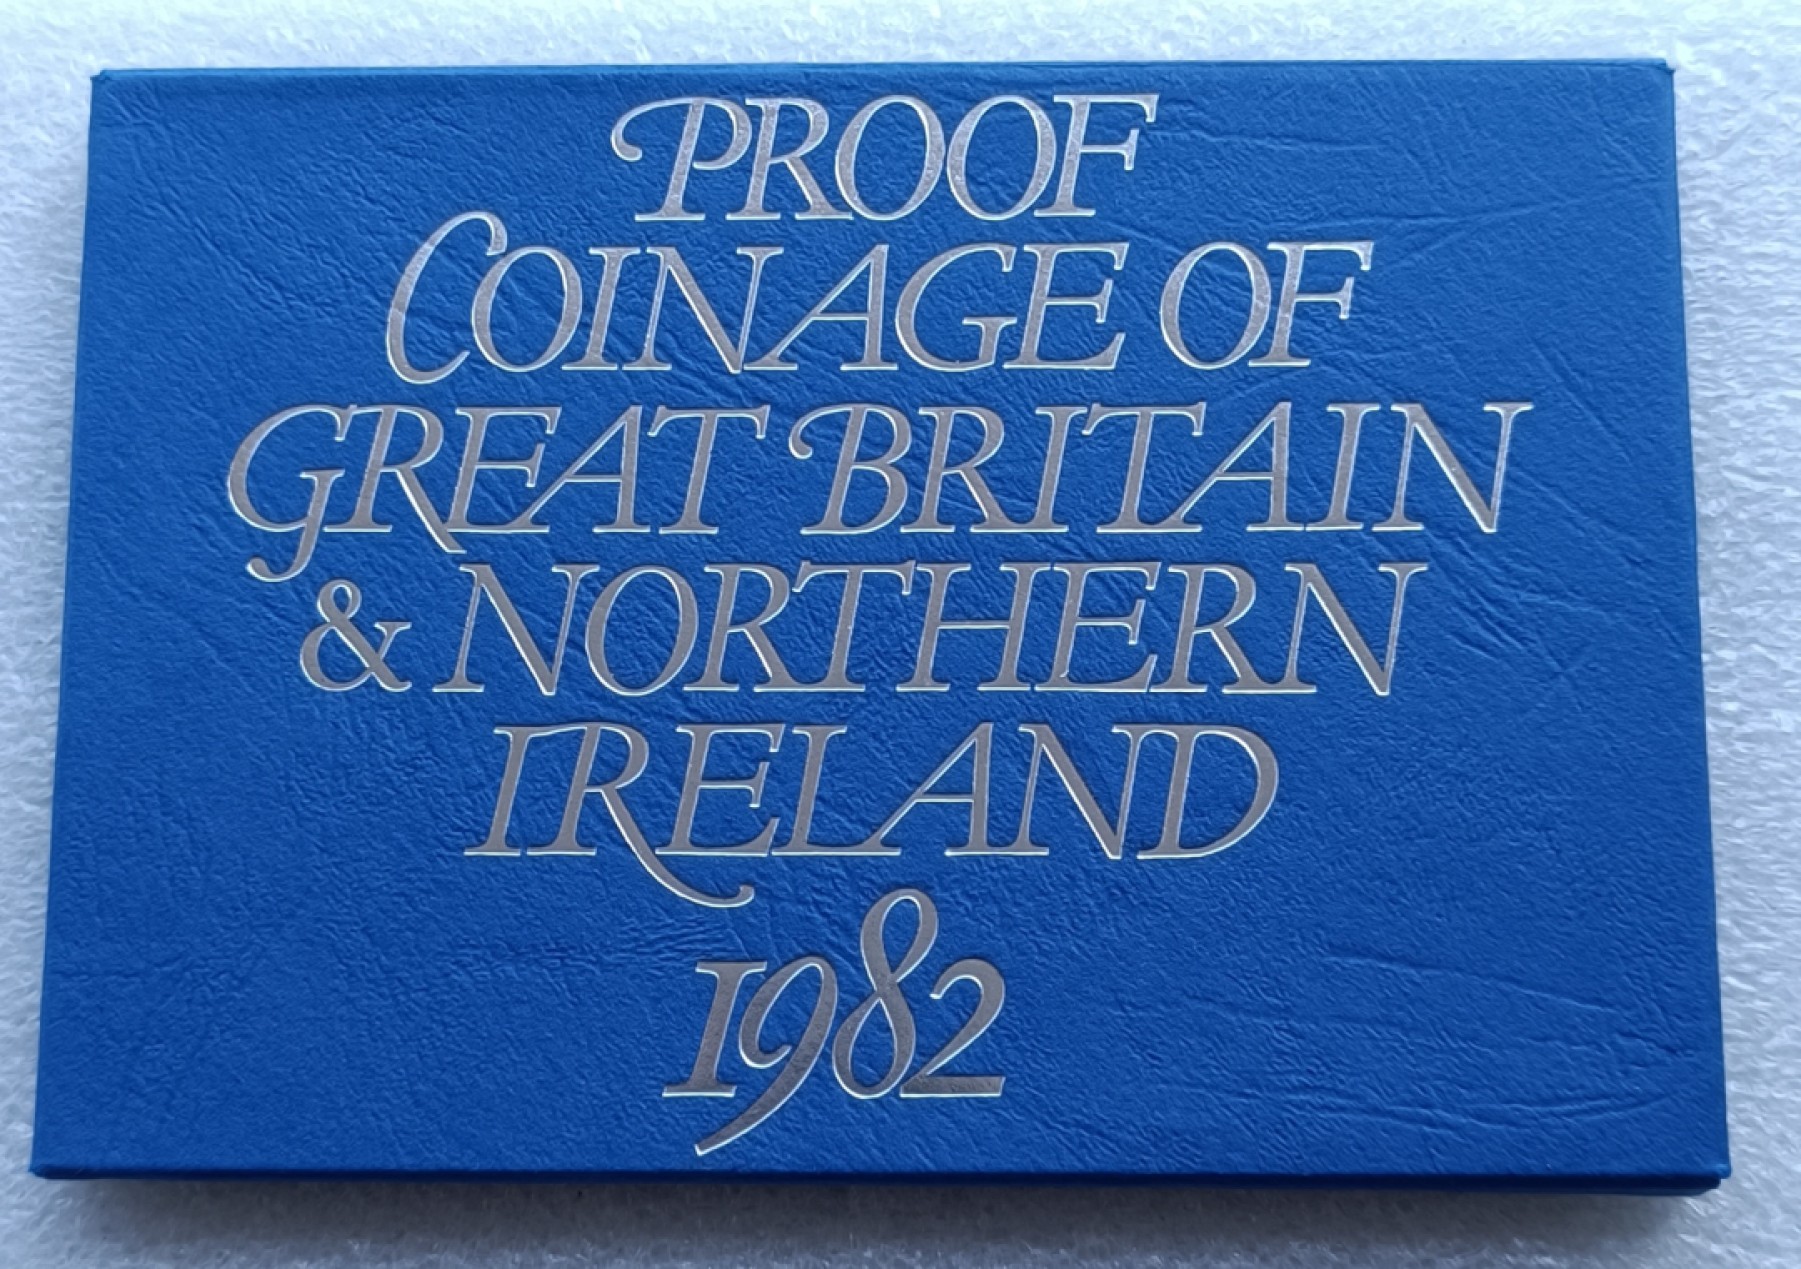 PROOF
COINAGE OF
GREAT BRITAIN
& NORTHERN
IRELAND
1982